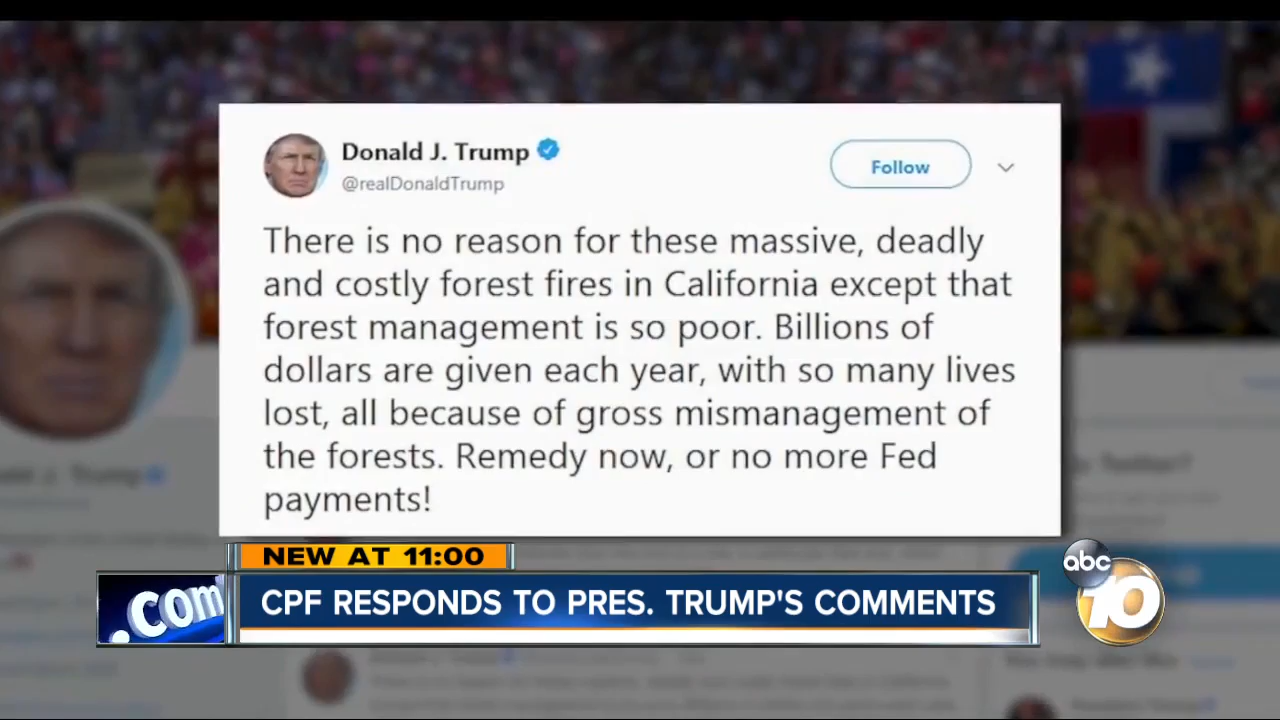 Donald J. Trump
@realDonaldTrump
Follow
There is no reason for these massive, deadly
and costly forest fires in California except that
forest management is so poor. Billions of
dollars are given each year, with so many lives
lost, all because of gross mismanagement of
the forests. Remedy now, or no more Fed
payments!
NEW AT 11:00
.com
CPF RESPONDS TO PRES. TRUMP'S COMMENTS
abc
10